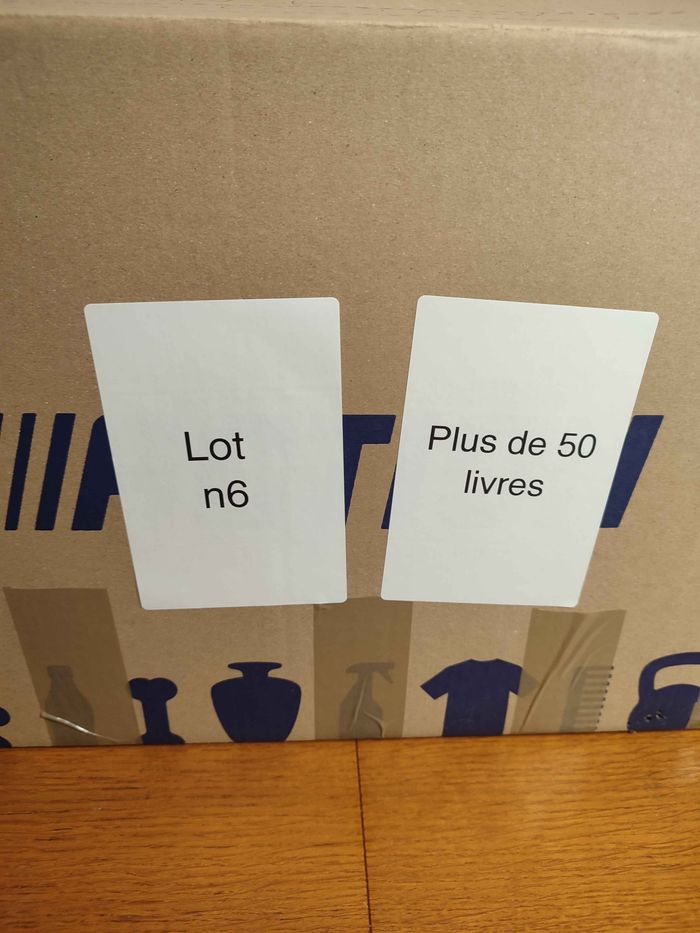 Lot
n6
Plus de 50
livres